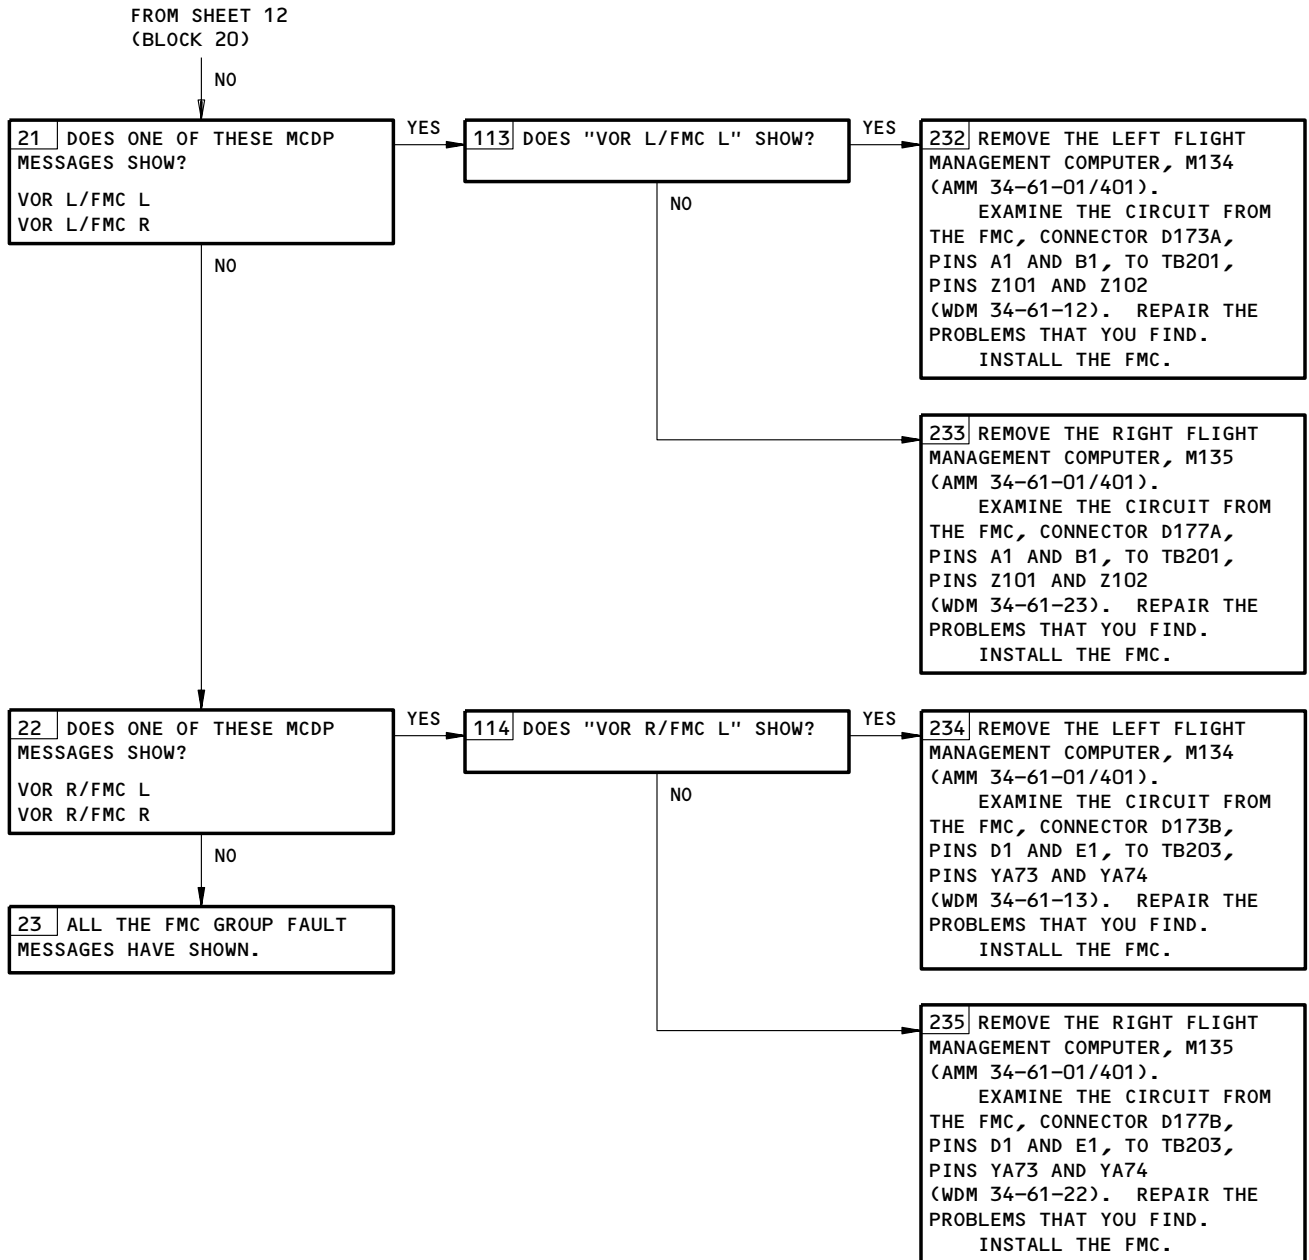 FROM SHEET 12
(BLOCK 20)
NO
21 DOES ONE OF THESE MCDP
MESSAGES SHOW?
VOR L/FMC L
VOR L/FMC R
YES
113 DOES "VOR L/FMC L" SHOW?
YES
232 REMOVE THE LEFT FLIGHT
MANAGEMENT COMPUTER, M134
(AMM 34-61-01/401).
EXAMINE THE CIRCUIT FROM
THE FMC, CONNECTOR D173A,
PINS A1 AND B1, TO TB201,
PINS Z101 AND Z102
(WDM 34-61-12). REPAIR THE
PROBLEMS THAT YOU FIND.
INSTALL THE FMC.
NO
NO
233 REMOVE THE RIGHT FLIGHT
MANAGEMENT COMPUTER, M135
(AMM 34-61-01/401).
EXAMINE THE CIRCUIT FROM
THE FMC, CONNECTOR D177A,
PINS A1 AND B1, TO TB201,
PINS Z101 AND Z102
(WDM 34-61-23). REPAIR THE
PROBLEMS THAT YOU FIND.
INSTALL THE FMC.
22 DOES ONE OF THESE MCDP
MESSAGES SHOW?
VOR R/FMC L
VOR R/FMC R
YES
114 DOES "VOR R/FMC L" SHOW?
YES
234 REMOVE THE LEFT FLIGHT
MANAGEMENT COMPUTER, M134
(AMM 34-61-01/401).
EXAMINE THE CIRCUIT FROM
THE FMC, CONNECTOR D173B,
PINS D1 AND E1, TO TB203,
PINS YA73 AND YA74
(WDM 34-61-13). REPAIR THE
PROBLEMS THAT YOU FIND.
INSTALL THE FMC.
NO
NO
23 ALL THE FMC GROUP FAULT
MESSAGES HAVE SHOWN.
235 REMOVE THE RIGHT FLIGHT
MANAGEMENT COMPUTER, M135
(AMM 34-61-01/401).
EXAMINE THE CIRCUIT FROM
THE FMC, CONNECTOR D177B,
PINS D1 AND E1, TO TB203,
PINS YA73 AND YA74
(WDM 34-61-22). REPAIR THE
PROBLEMS THAT YOU FIND.
INSTALL THE FMC.